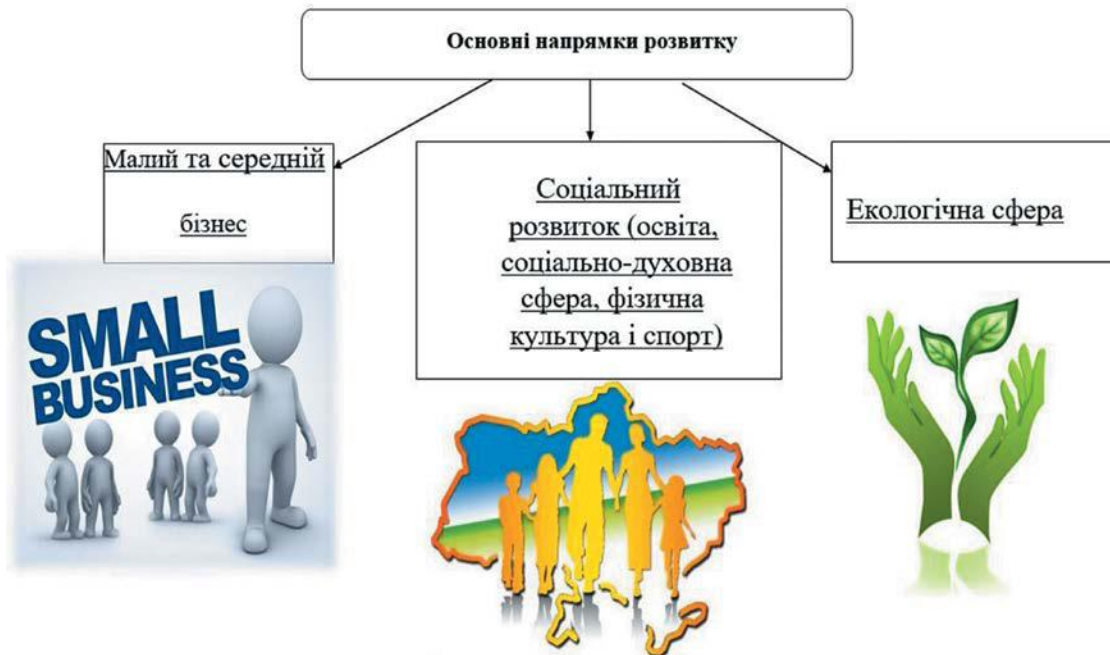 Основні напрямки розвитку
Малий та середній
бізнес
Соціальний
розвиток (освіта,
соціально-духовна
сфера, фізична
культура і спорт)
Екологічна сфера
SMALL
BUSINESS